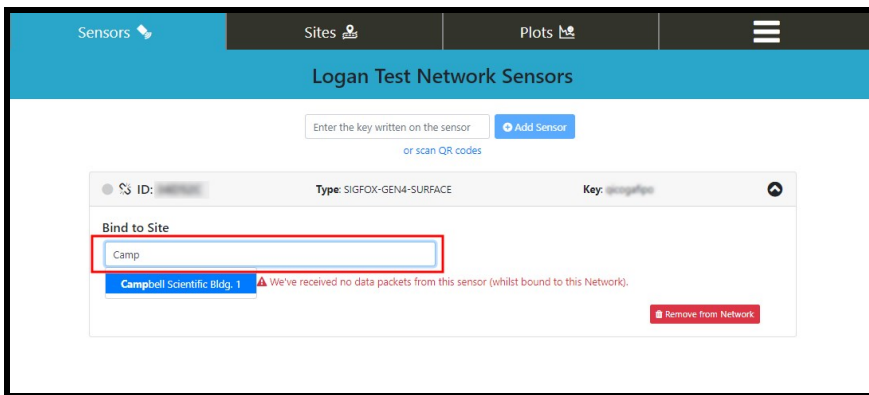 Sensors Sites Plots
Logan Test Network Sensors
Enter the key written on the sensor Add Sensor
or scan QR codes
ID: Type: SIGFOX-GEN4-SURFACE Key:
Bind to Site
Camp
Campbell Scientific Bldg. 1 We've received no data packets from this sensor (whilst bound to this Network).
Remove from Network